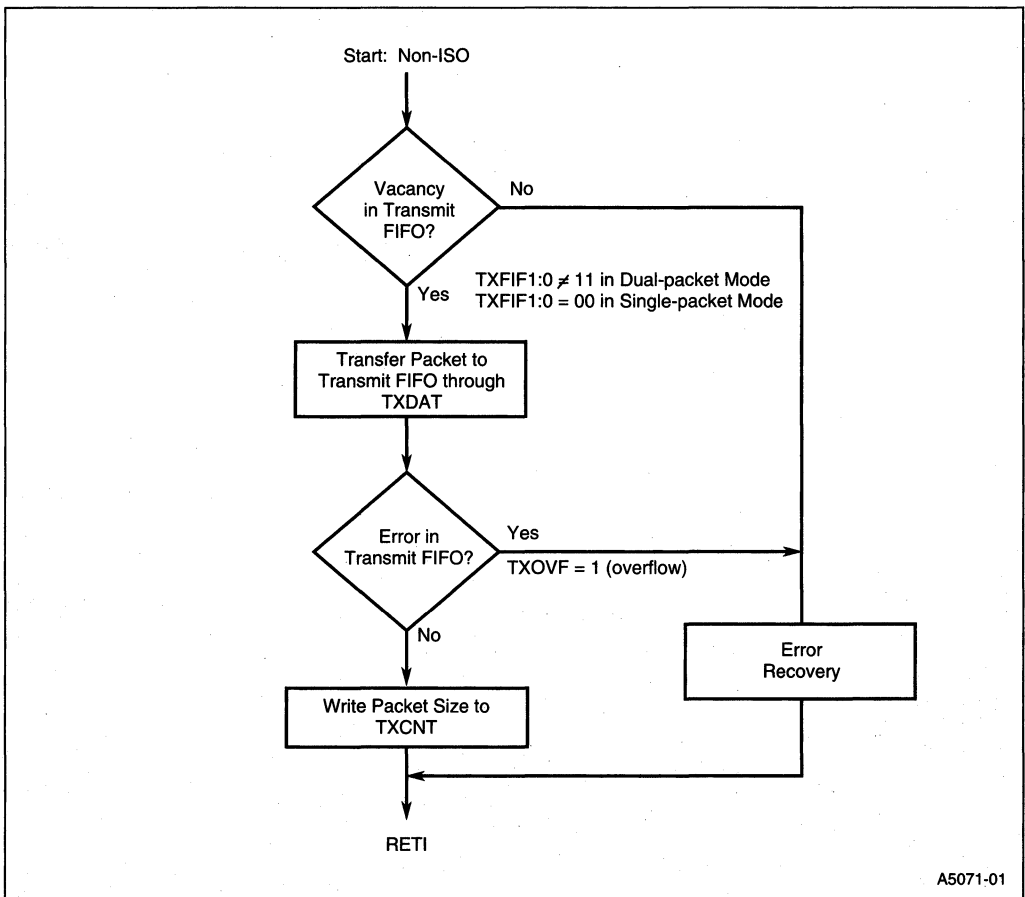 Start: Non-ISO
Vacancy
in Transmit
FIFO?
No
TXFIF1:0 ≠ 11 in Dual-packet Mode
TXFIF1:0 = 00 in Single-packet Mode
Yes
Transfer Packet to
Transmit FIFO through
TXDAT
Error in
Transmit FIFO?
Yes
TXOVF = 1 (overflow)
No
Error
Recovery
Write Packet Size to
TXCNT
RETI
A5071-01